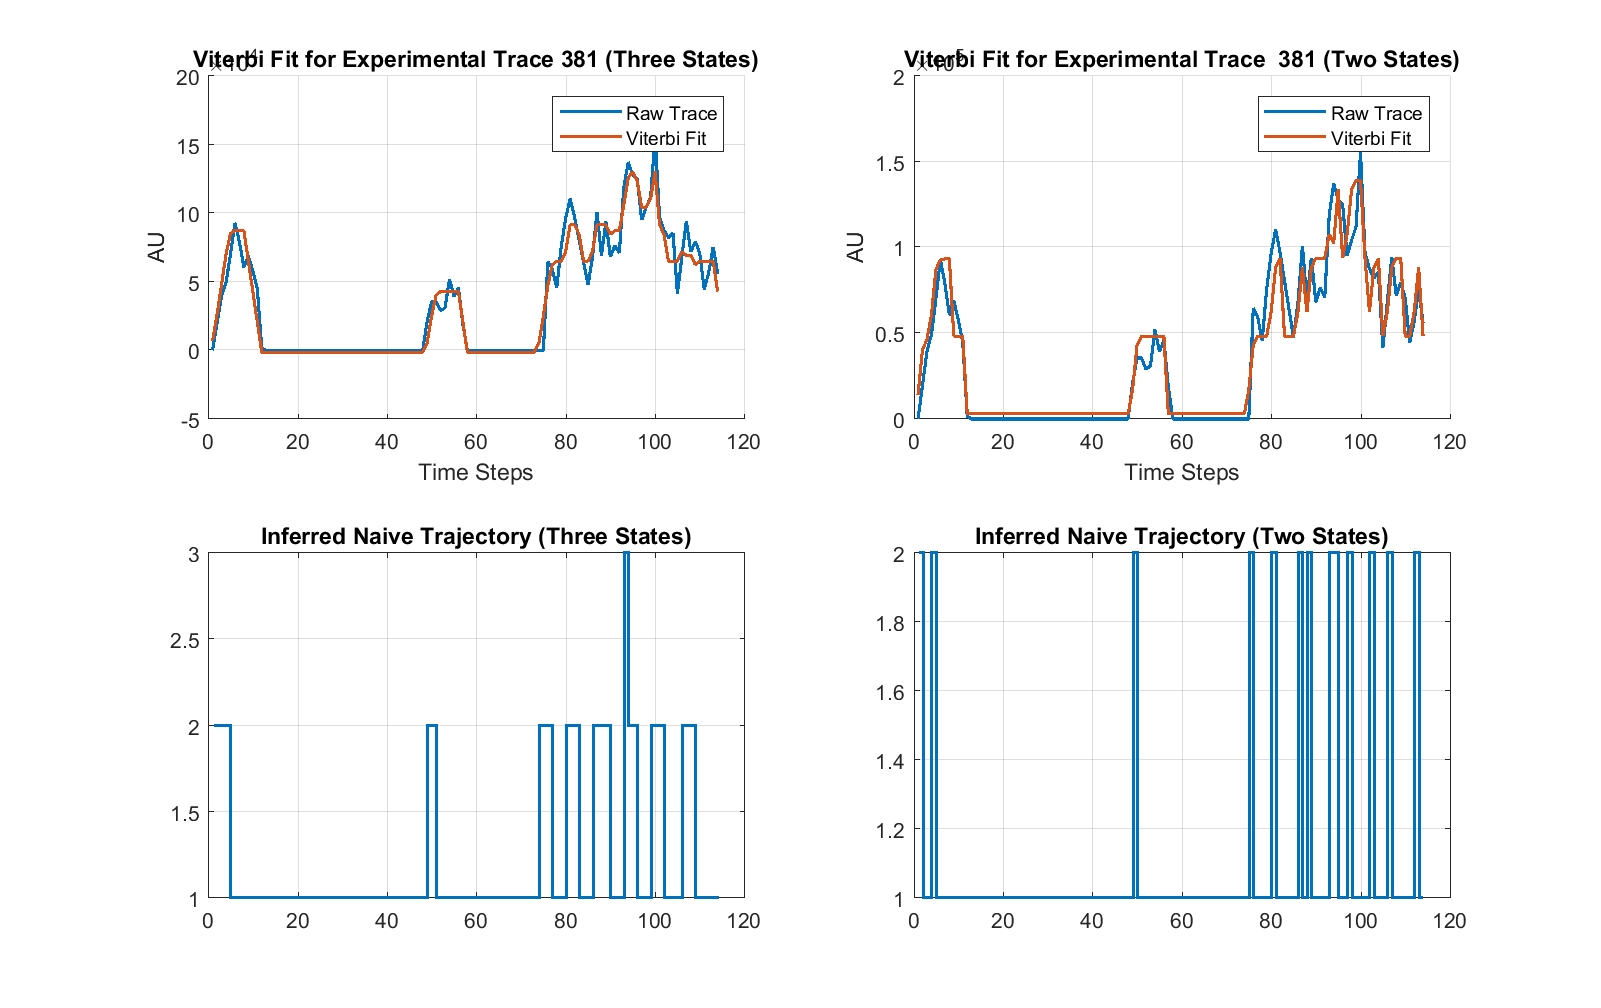 Viterbi Fit for Experimental Trace 381 (Three States)
×10^4
20
15
10
5
0
-5
AU
0 20 40 60 80 100 120
Time Steps
Raw Trace
Viterbi Fit
Viterbi Fit for Experimental Trace  381 (Two States)
×10^5
2
1.5
1
0.5
0
AU
0 20 40 60 80 100 120
Time Steps
Raw Trace
Viterbi Fit
Inferred Naive Trajectory (Three States)
3
2.5
2
1.5
1
0 20 40 60 80 100 120
Inferred Naive Trajectory (Two States)
2
1.8
1.6
1.4
1.2
1
0 20 40 60 80 100 120